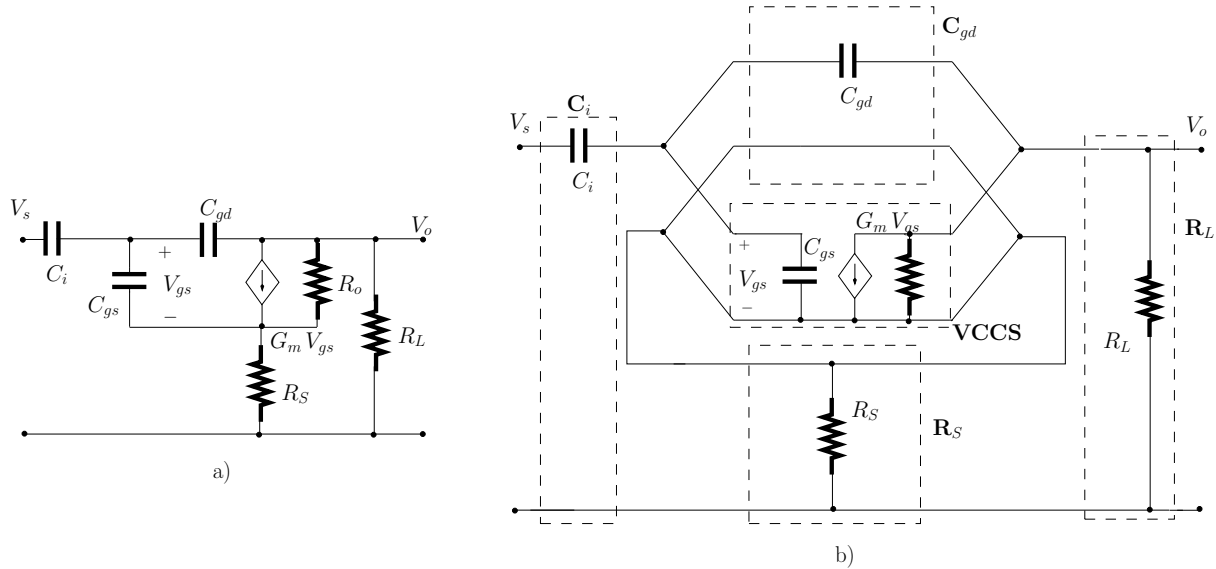 V_s
C_i
C_gs
+
V_gs
−
C_gd
G_m V_gs
R_o
R_S
R_L
V_o
a)
V_s
C_i
C_i
C_gd
C_gd
+
V_gs
−
C_gs
G_m V_gs
VCCS
R_S
R_S
R_L
R_L
V_o
b)